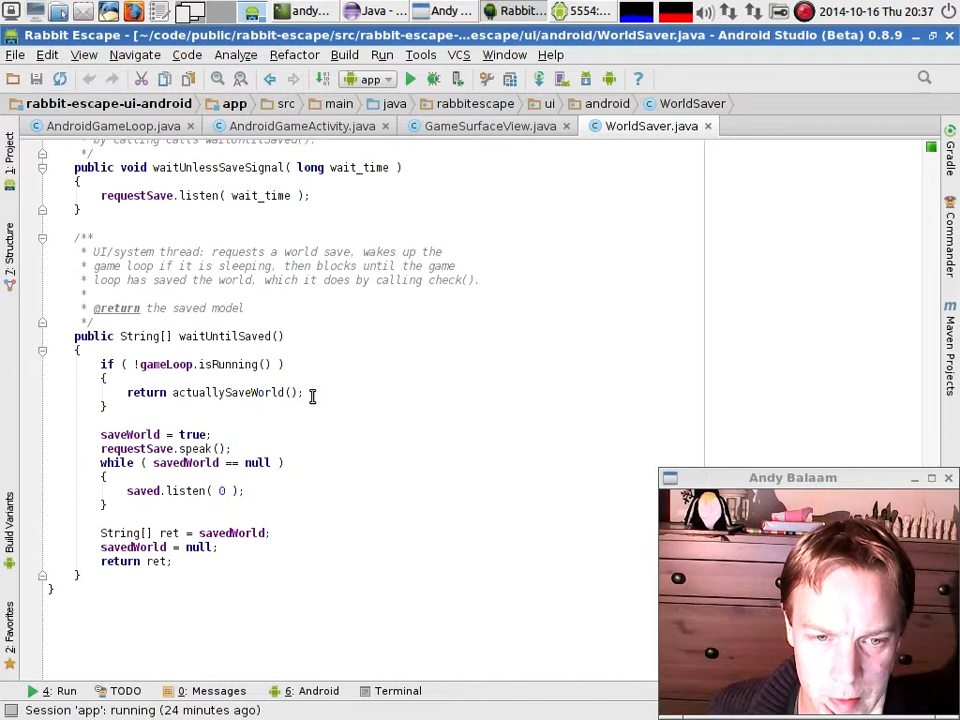 andy...
Java -...
Andy ...
Rabbit...
5554:...
2014-10-16 Thu 20:37
Rabbit Escape - [~/code/public/rabbit-escape/src/rabbit-escape-...escape/ui/android/WorldSaver.java - Android Studio (Beta) 0.8.9
File Edit View Navigate Code Analyze Refactor Build Run Tools VCS Window Help
app
rabbit-escape-ui-android app src main java rabbitescape ui android WorldSaver
AndroidGameLoop.java
AndroidGameActivity.java
GameSurfaceView.java
WorldSaver.java
1: Project
7: Structure
Build Variants
2: Favorites
Gradle
Commander
Maven Projects
* by calling calls waitUntilSaved().
*/
public void waitUnlessSaveSignal( long wait_time )
{
requestSave.listen( wait_time );
}
/**
* UI/system thread: requests a world save, wakes up the
* game loop if it is sleeping, then blocks until the game
* loop has saved the world, which it does by calling check().
*
* @return the saved model
*/
public String[] waitUntilSaved()
{
if ( !gameLoop.isRunning() )
{
return actuallySaveWorld();
}
saveWorld = true;
requestSave.speak();
while ( savedWorld == null )
{
saved.listen( 0 );
}
String[] ret = savedWorld;
savedWorld = null;
return ret;
}
}
Andy Balaam
4: Run
TODO
0: Messages
6: Android
Terminal
Session 'app': running (24 minutes ago)